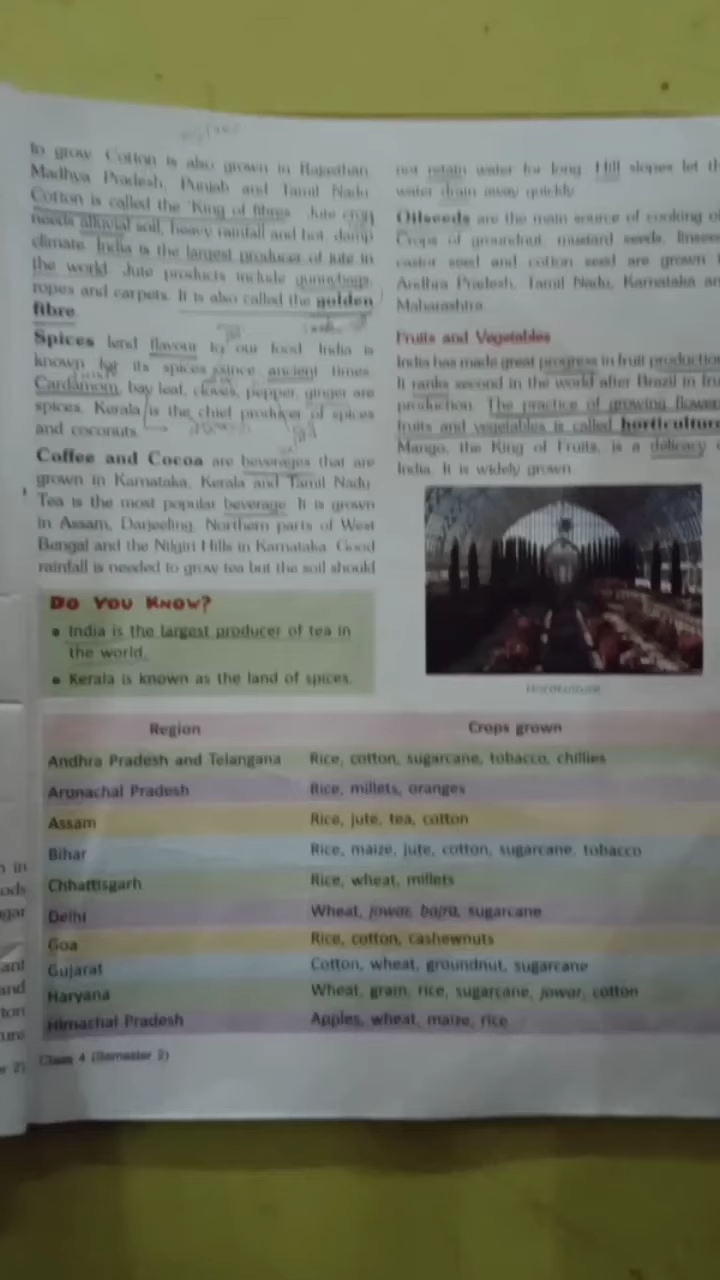 to grow. Cotton is also grown in Rajasthan,
Madhya Pradesh, Punjab and Tamil Nadu.
Cotton is called the 'King of fibres'. Jute crop
needs alluvial soil, heavy rainfall and hot, damp
climate. India is the largest producer of jute in
the world. Jute products include gunnybags,
ropes and carpets. It is also called the golden
fibre.
Spices lend flavour to our food. India is
known for its spices since ancient times.
Cardamom, bay leaf, cloves, pepper, ginger are
spices. Kerala is the chief producer of spices
and coconuts.
Coffee and Cocoa are beverages that are
grown in Karnataka, Kerala and Tamil Nadu.
Tea is the most popular beverage. It is grown
in Assam, Darjeeling, Northern parts of West
Bengal and the Nilgiri Hills in Karnataka. Good
rainfall is needed to grow tea but the soil should
Do You Know?
• India is the largest producer of tea in
the world.
• Kerala is known as the land of spices.
not retain water for long. Hill slopes let
water drain away quickly.
Oilseeds are the main source of cooking
Crops of groundnut, mustard seeds,
castor seed and cotton seed are grown
Andhra Pradesh, Tamil Nadu, Karnataka
Maharashtra.
Fruits and Vegetables
India has made great progress in fruit production
It ranks second in the world after Brazil in
production. The practice of growing
fruits and vegetables is called horticulture
Mango, the King of Fruits, is a delicacy
India. It is widely grown.
Region Crops grown
Andhra Pradesh and Telangana Rice, cotton, sugarcane, tobacco, chillies
Arunachal Pradesh Rice, millets, oranges
Assam Rice, jute, tea, cotton
Bihar Rice, maize, jute, cotton, sugarcane, tobacco
Chhattisgarh Rice, wheat, millets
Delhi Wheat, jowar, bajra, sugarcane
Goa Rice, cotton, cashewnuts
Gujarat Cotton, wheat, groundnut, sugarcane
Haryana Wheat, gram, rice, sugarcane, jowar, cotton
Himachal Pradesh Apples, wheat, maize, rice
Class 4 (Semester 2)